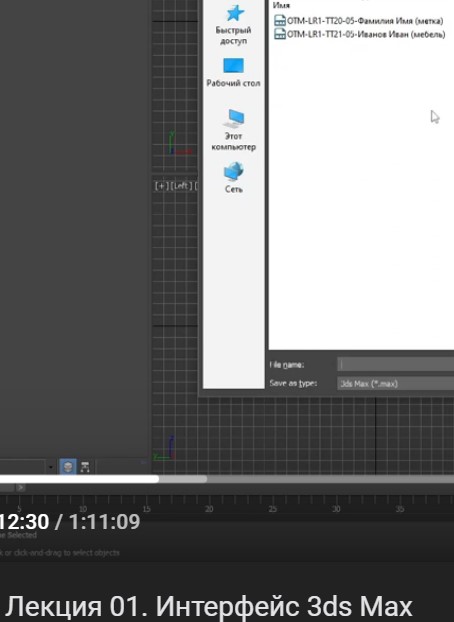 Имя
OTM-LR1-TT20-05-Фамилия Имя (метка)
OTM-LR1-TT21-05-Иванов Иван (мебель)
Быстрый
доступ
Рабочий стол
Этот
компьютер
Сеть
[+][Left]
File name:
Save as type:
3ds Max (*.max)
5 10 15 20 25 30 35
12:30 / 1:11:09
Selected
k or click-and-drag to select objects
Лекция 01. Интерфейс 3ds Max